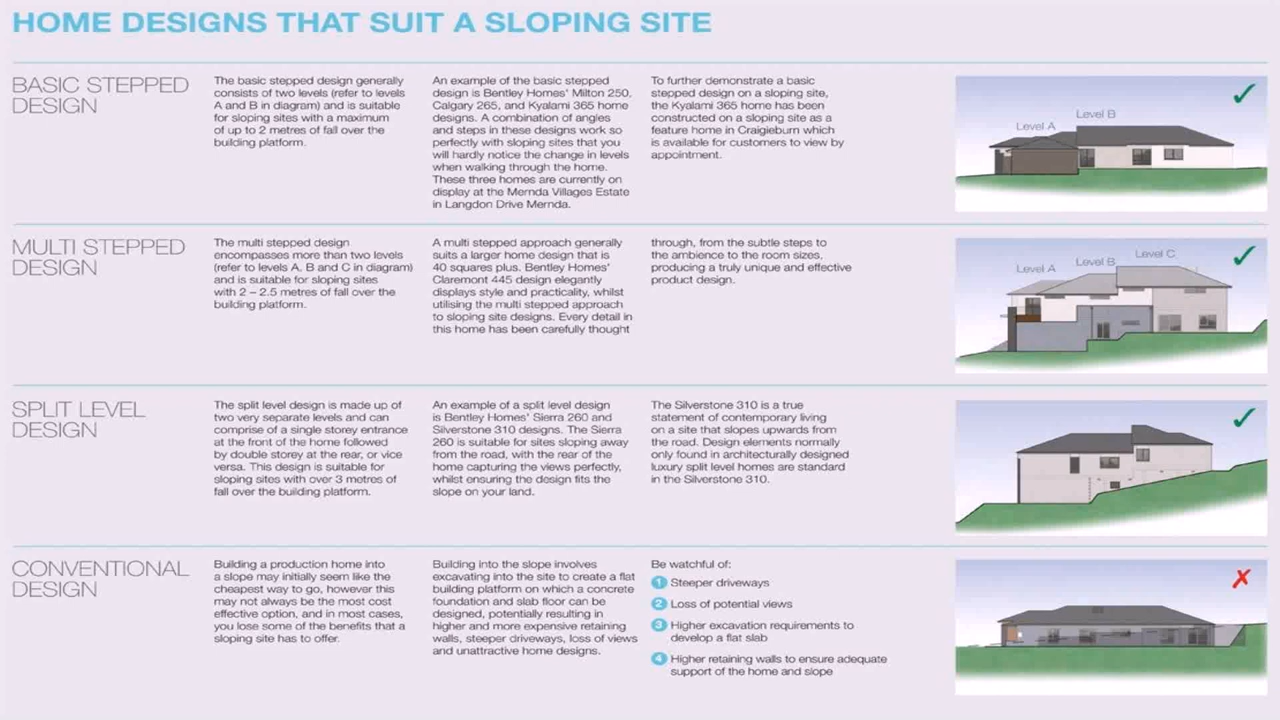 HOME DESIGNS THAT SUIT A SLOPING SITE
BASIC STEPPED
DESIGN
The basic stepped design generally
consists of two levels (refer to levels
A and B in diagram) and is suitable
for sloping sites with a maximum
of up to 2 metres of fall over the
building platform.
An example of the basic stepped
design is Bentley Homes' Milton 250,
Calgary 265, and Kyalami 365 home
designs. A combination of angles
and steps in these designs work so
perfectly with sloping sites that you
will hardly notice the change in levels
when walking through the home.
These three homes are currently on
display at the Mernda Villages Estate
in Langdon Drive Mernda.
To further demonstrate a basic
stepped design on a sloping site,
the Kyalami 365 home has been
constructed on a sloping site as a
feature home in Craigieburn which
is available for customers to view by
appointment.
Level A
Level B
MULTI STEPPED
DESIGN
The multi stepped design
encompasses more than two levels
(refer to levels A, B and C in diagram)
and is suitable for sloping sites
with 2 – 2.5 metres of fall over the
building platform.
A multi stepped approach generally
suits a larger home design that is
40 squares plus. Bentley Homes'
Claremont 445 design elegantly
displays style and practicality, whilst
utilising the multi stepped approach
to sloping site designs. Every detail in
this home has been carefully thought
through, from the subtle steps to
the ambience to the room sizes,
producing a truly unique and effective
product design.
Level A
Level B
Level C
SPLIT LEVEL
DESIGN
The split level design is made up of
two very separate levels and can
comprise of a single storey entrance
at the front of the home followed
by double storey at the rear, or vice
versa. This design is suitable for
sloping sites with over 3 metres of
fall over the building platform.
An example of a split level design
is Bentley Homes' Sierra 260 and
Silverstone 310 designs. The Sierra
260 is suitable for sites sloping away
from the road, with the rear of the
home capturing the views perfectly,
whilst ensuring the design fits the
slope on your land.
The Silverstone 310 is a true
statement of contemporary living
on a site that slopes upwards from
the road. Design elements normally
only found in architecturally designed
luxury split level homes are standard
in the Silverstone 310.
CONVENTIONAL
DESIGN
Building a production home into
a slope may initially seem like the
cheapest way to go, however this
may not always be the most cost
effective option, and in most cases,
you lose some of the benefits that a
sloping site has to offer.
Building into the slope involves
excavating into the site to create a flat
building platform on which a concrete
foundation and slab floor can be
designed, potentially resulting in
higher and more expensive retaining
walls, steeper driveways, loss of views
and unattractive home designs.
Be watchful of:
1 Steeper driveways
2 Loss of potential views
3 Higher excavation requirements to
develop a flat slab
4 Higher retaining walls to ensure adequate
support of the home and slope